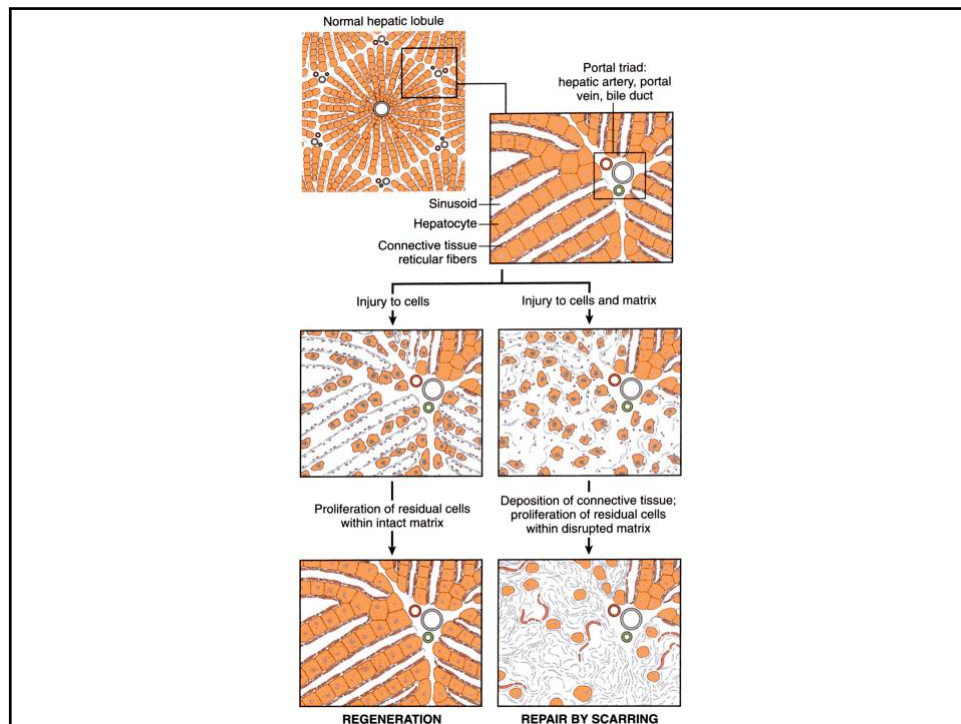 Normal hepatic lobule
Portal triad:
hepatic artery, portal
vein, bile duct
Sinusoid
Hepatocyte
Connective tissue
reticular fibers
Injury to cells
Injury to cells and matrix
Proliferation of residual cells
within intact matrix
Deposition of connective tissue;
proliferation of residual cells
within disrupted matrix
REGENERATION
REPAIR BY SCARRING